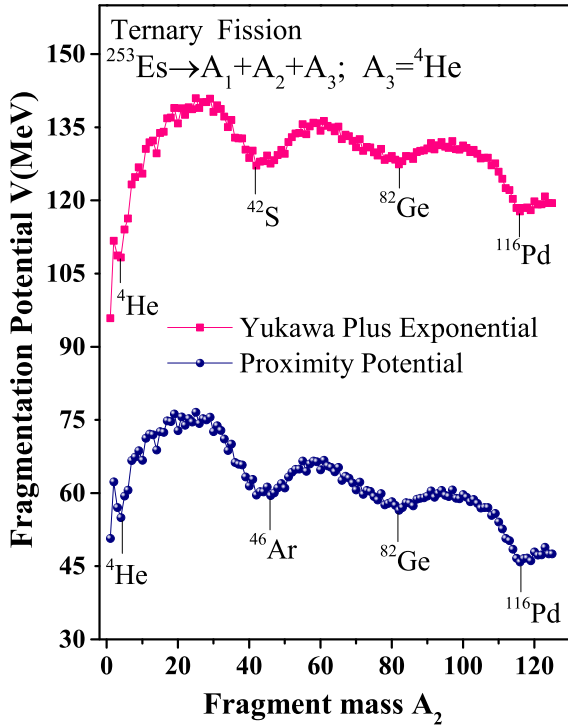 Ternary Fission
²⁵³Es→A₁+A₂+A₃; A₃=⁴He
Fragmentation Potential V(MeV)
150
135
120
105
90
75
60
45
30
⁴He
⁴²S
⁸²Ge
¹¹⁶Pd
Yukawa Plus Exponential
Proximity Potential
⁴He
⁴⁶Ar
⁸²Ge
¹¹⁶Pd
0 20 40 60 80 100 120
Fragment mass A₂